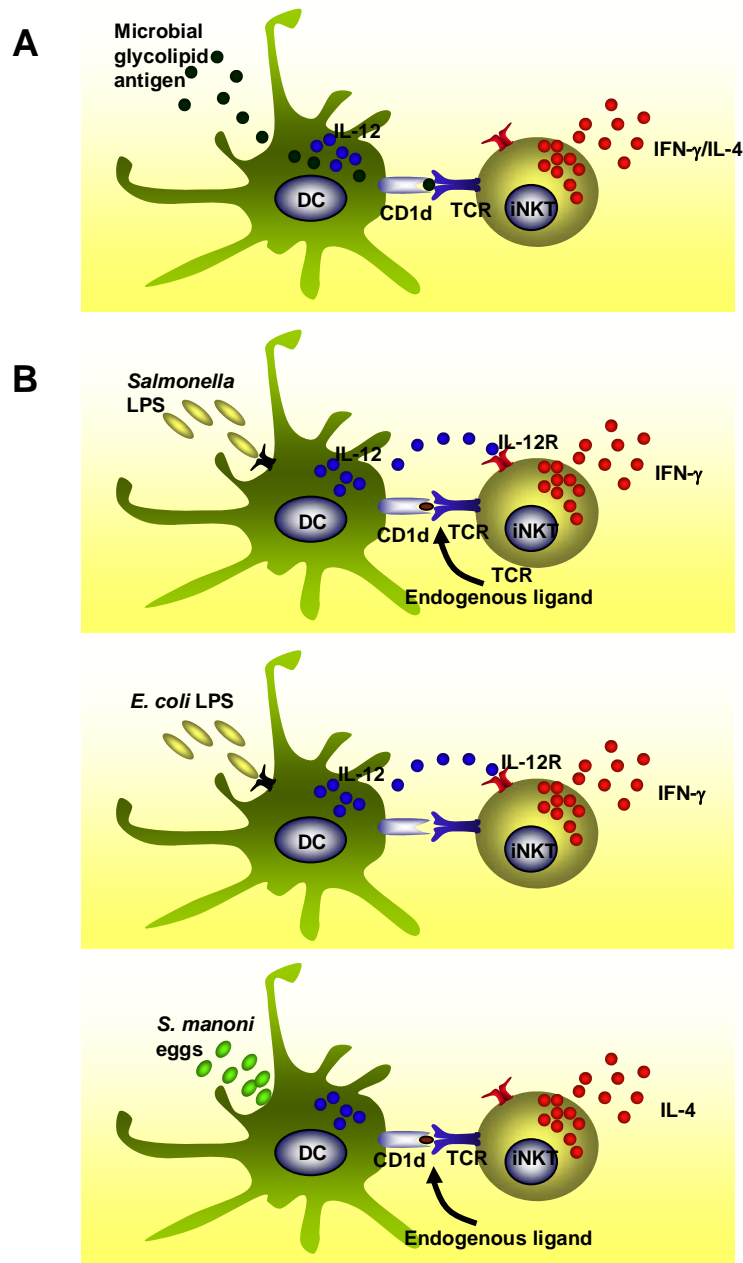 A
Microbial
glycolipid
antigen
IL-12
IFN-γ/IL-4
DC
CD1d
TCR
iNKT
B
Salmonella
LPS
IL-12
IL-12R
IFN-γ
DC
CD1d
TCR
iNKT
TCR
Endogenous ligand
E. coli LPS
IL-12
IL-12R
IFN-γ
DC
iNKT
S. manoni
eggs
IL-4
DC
CD1d
TCR
iNKT
Endogenous ligand